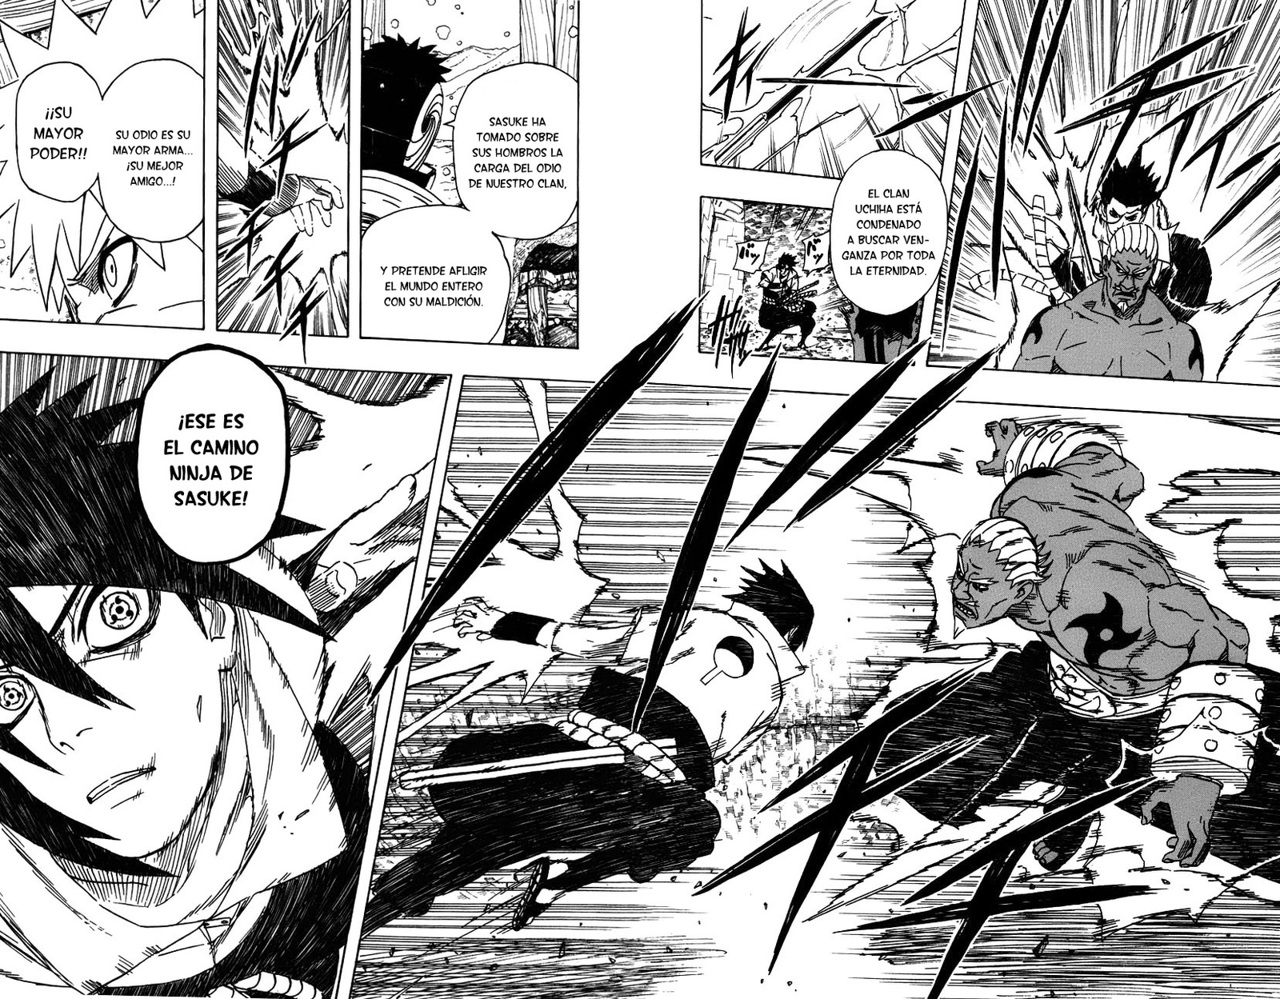 EL CLAN
UCHIHA ESTÁ
CONDENADO
A BUSCAR VEN-
GANZA POR TODA
LA ETERNIDAD.
SASUKE HA
TOMADO SOBRE
SUS HOMBROS LA
CARGA DEL ODIO
DE NUESTRO CLAN,
Y PRETENDE AFLIGIR
EL MUNDO ENTERO
CON SU MALDICIÓN.
SU ODIO ES SU
MAYOR ARMA...
¡SU MEJOR
AMIGO...!
¡¡SU
MAYOR
PODER!!
¡ESE ES
EL CAMINO
NINJA DE
SASUKE!